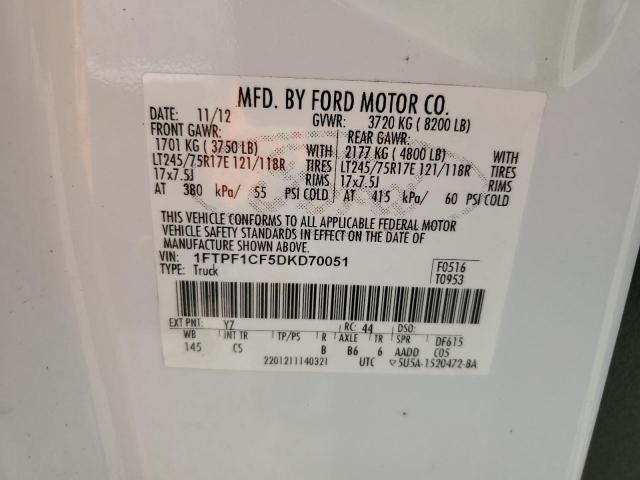 MFD. BY FORD MOTOR CO.
DATE: 11/12 GVWR: 3720 KG ( 8200 LB)
FRONT GAWR: REAR GAWR:
1701 KG ( 3750 LB) WITH 2177 KG ( 4800 LB) WITH
LT245/75R17E 121/118R TIRES LT245/75R17E 121/118R TIRES
17x7.5J RIMS 17x7.5J RIMS
AT 380 kPa/ 55 PSI COLD AT 415 kPa/ 60 PSI COLD
THIS VEHICLE CONFORMS TO ALL APPLICABLE FEDERAL MOTOR
VEHICLE SAFETY STANDARDS IN EFFECT ON THE DATE OF
MANUFACTURE SHOWN ABOVE.
VIN: 1FTPF1CF5DKD70051 F0516
TYPE: Truck T0953
EXT PNT: YZ RC: 44 DSO:
WB INT TR TP/PS R AXLE TR SPR DF615
145 CS B B6 6 AADD C05
2201211140321 UTC ▽5U5A-1520472-BA